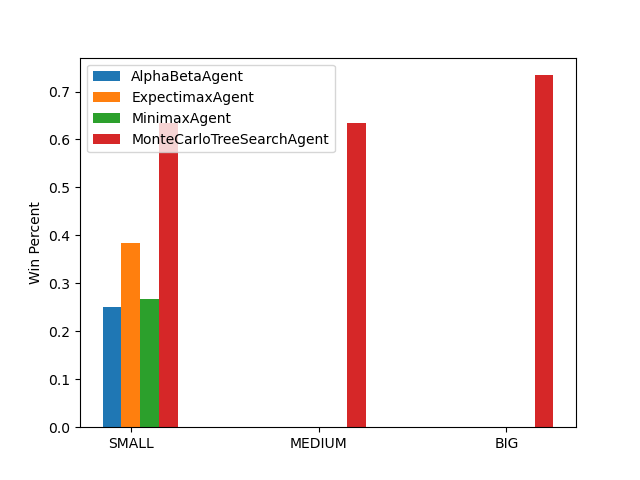 AlphaBetaAgent
ExpectimaxAgent
MinimaxAgent
MonteCarloTreeSearchAgent
Win Percent
0.7
0.6
0.5
0.4
0.3
0.2
0.1
0.0
SMALL MEDIUM BIG